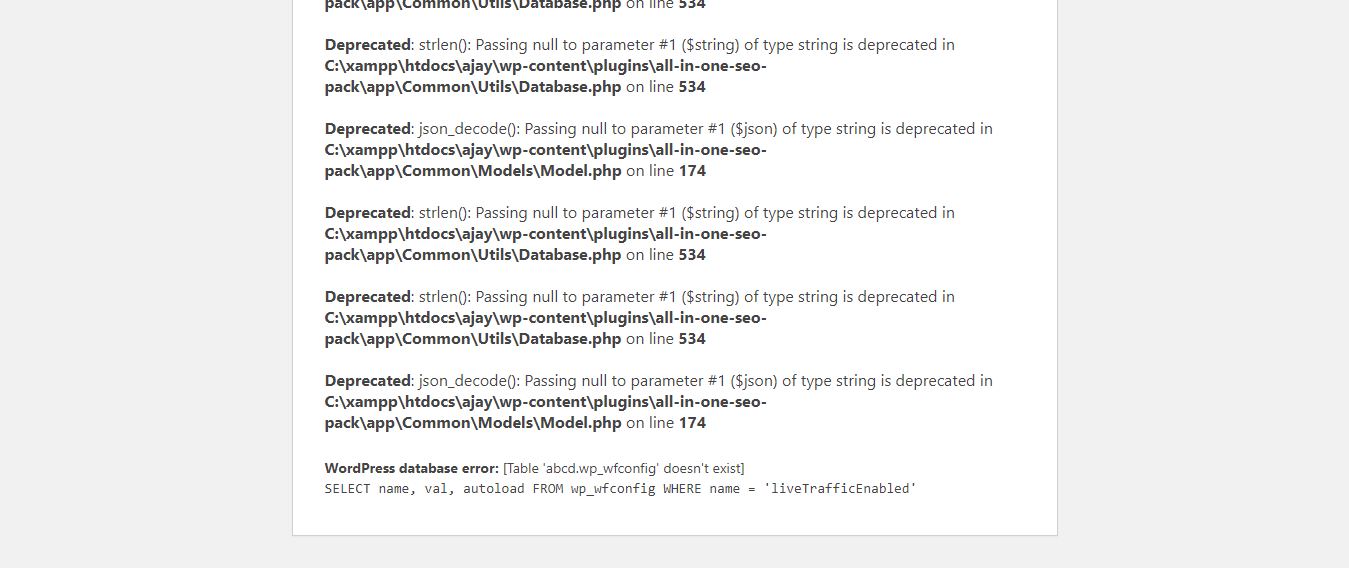 pack\app\Common\Utils\Database.php on line 534
Deprecated: strlen(): Passing null to parameter #1 ($string) of type string is deprecated in
C:\xampp\htdocs\ajay\wp-content\plugins\all-in-one-seo-
pack\app\Common\Utils\Database.php on line 534
Deprecated: json_decode(): Passing null to parameter #1 ($json) of type string is deprecated in
C:\xampp\htdocs\ajay\wp-content\plugins\all-in-one-seo-
pack\app\Common\Models\Model.php on line 174
Deprecated: strlen(): Passing null to parameter #1 ($string) of type string is deprecated in
C:\xampp\htdocs\ajay\wp-content\plugins\all-in-one-seo-
pack\app\Common\Utils\Database.php on line 534
Deprecated: strlen(): Passing null to parameter #1 ($string) of type string is deprecated in
C:\xampp\htdocs\ajay\wp-content\plugins\all-in-one-seo-
pack\app\Common\Utils\Database.php on line 534
Deprecated: json_decode(): Passing null to parameter #1 ($json) of type string is deprecated in
C:\xampp\htdocs\ajay\wp-content\plugins\all-in-one-seo-
pack\app\Common\Models\Model.php on line 174
WordPress database error: [Table 'abcd.wp_wfconfig' doesn't exist]
SELECT name, val, autoload FROM wp_wfconfig WHERE name = 'liveTrafficEnabled'